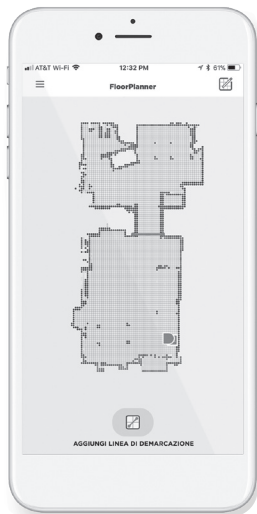 AT&T Wi-Fi 12:32 PM 61%
FloorPlanner
AGGIUNGI LINEA DI DEMARCAZIONE